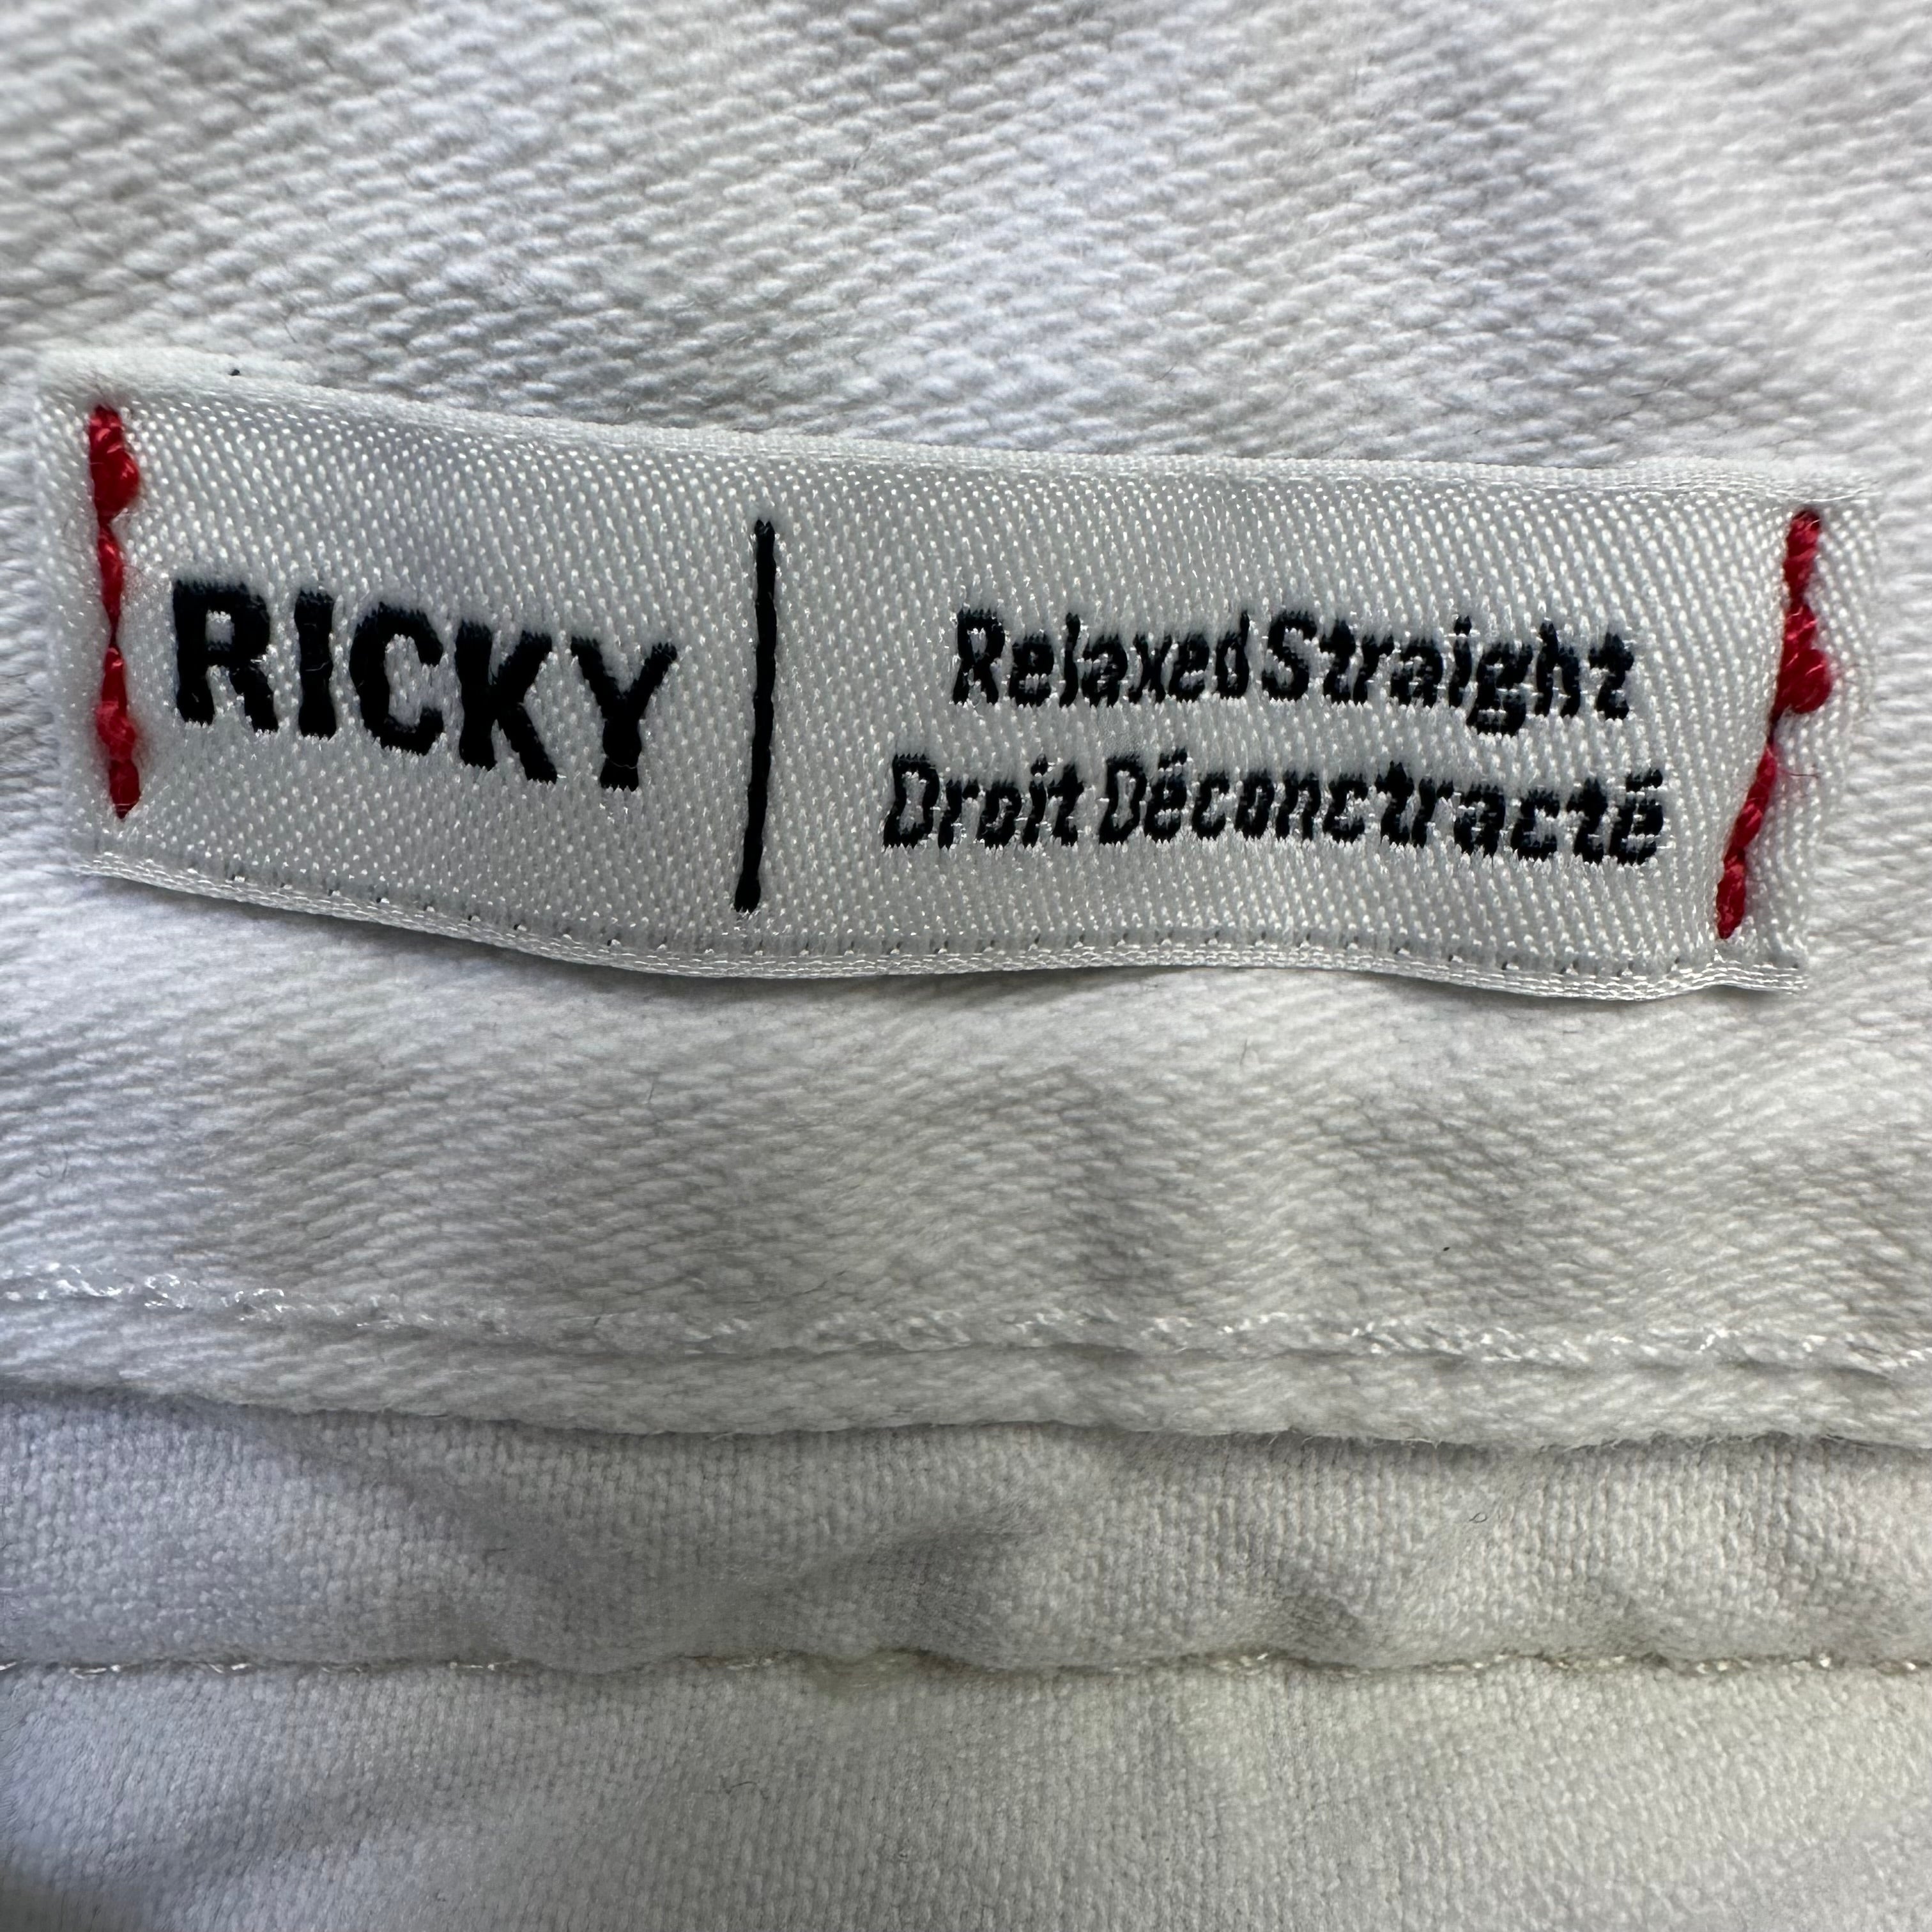 RICKY
Relaxed Straight
Droit Déconctracté